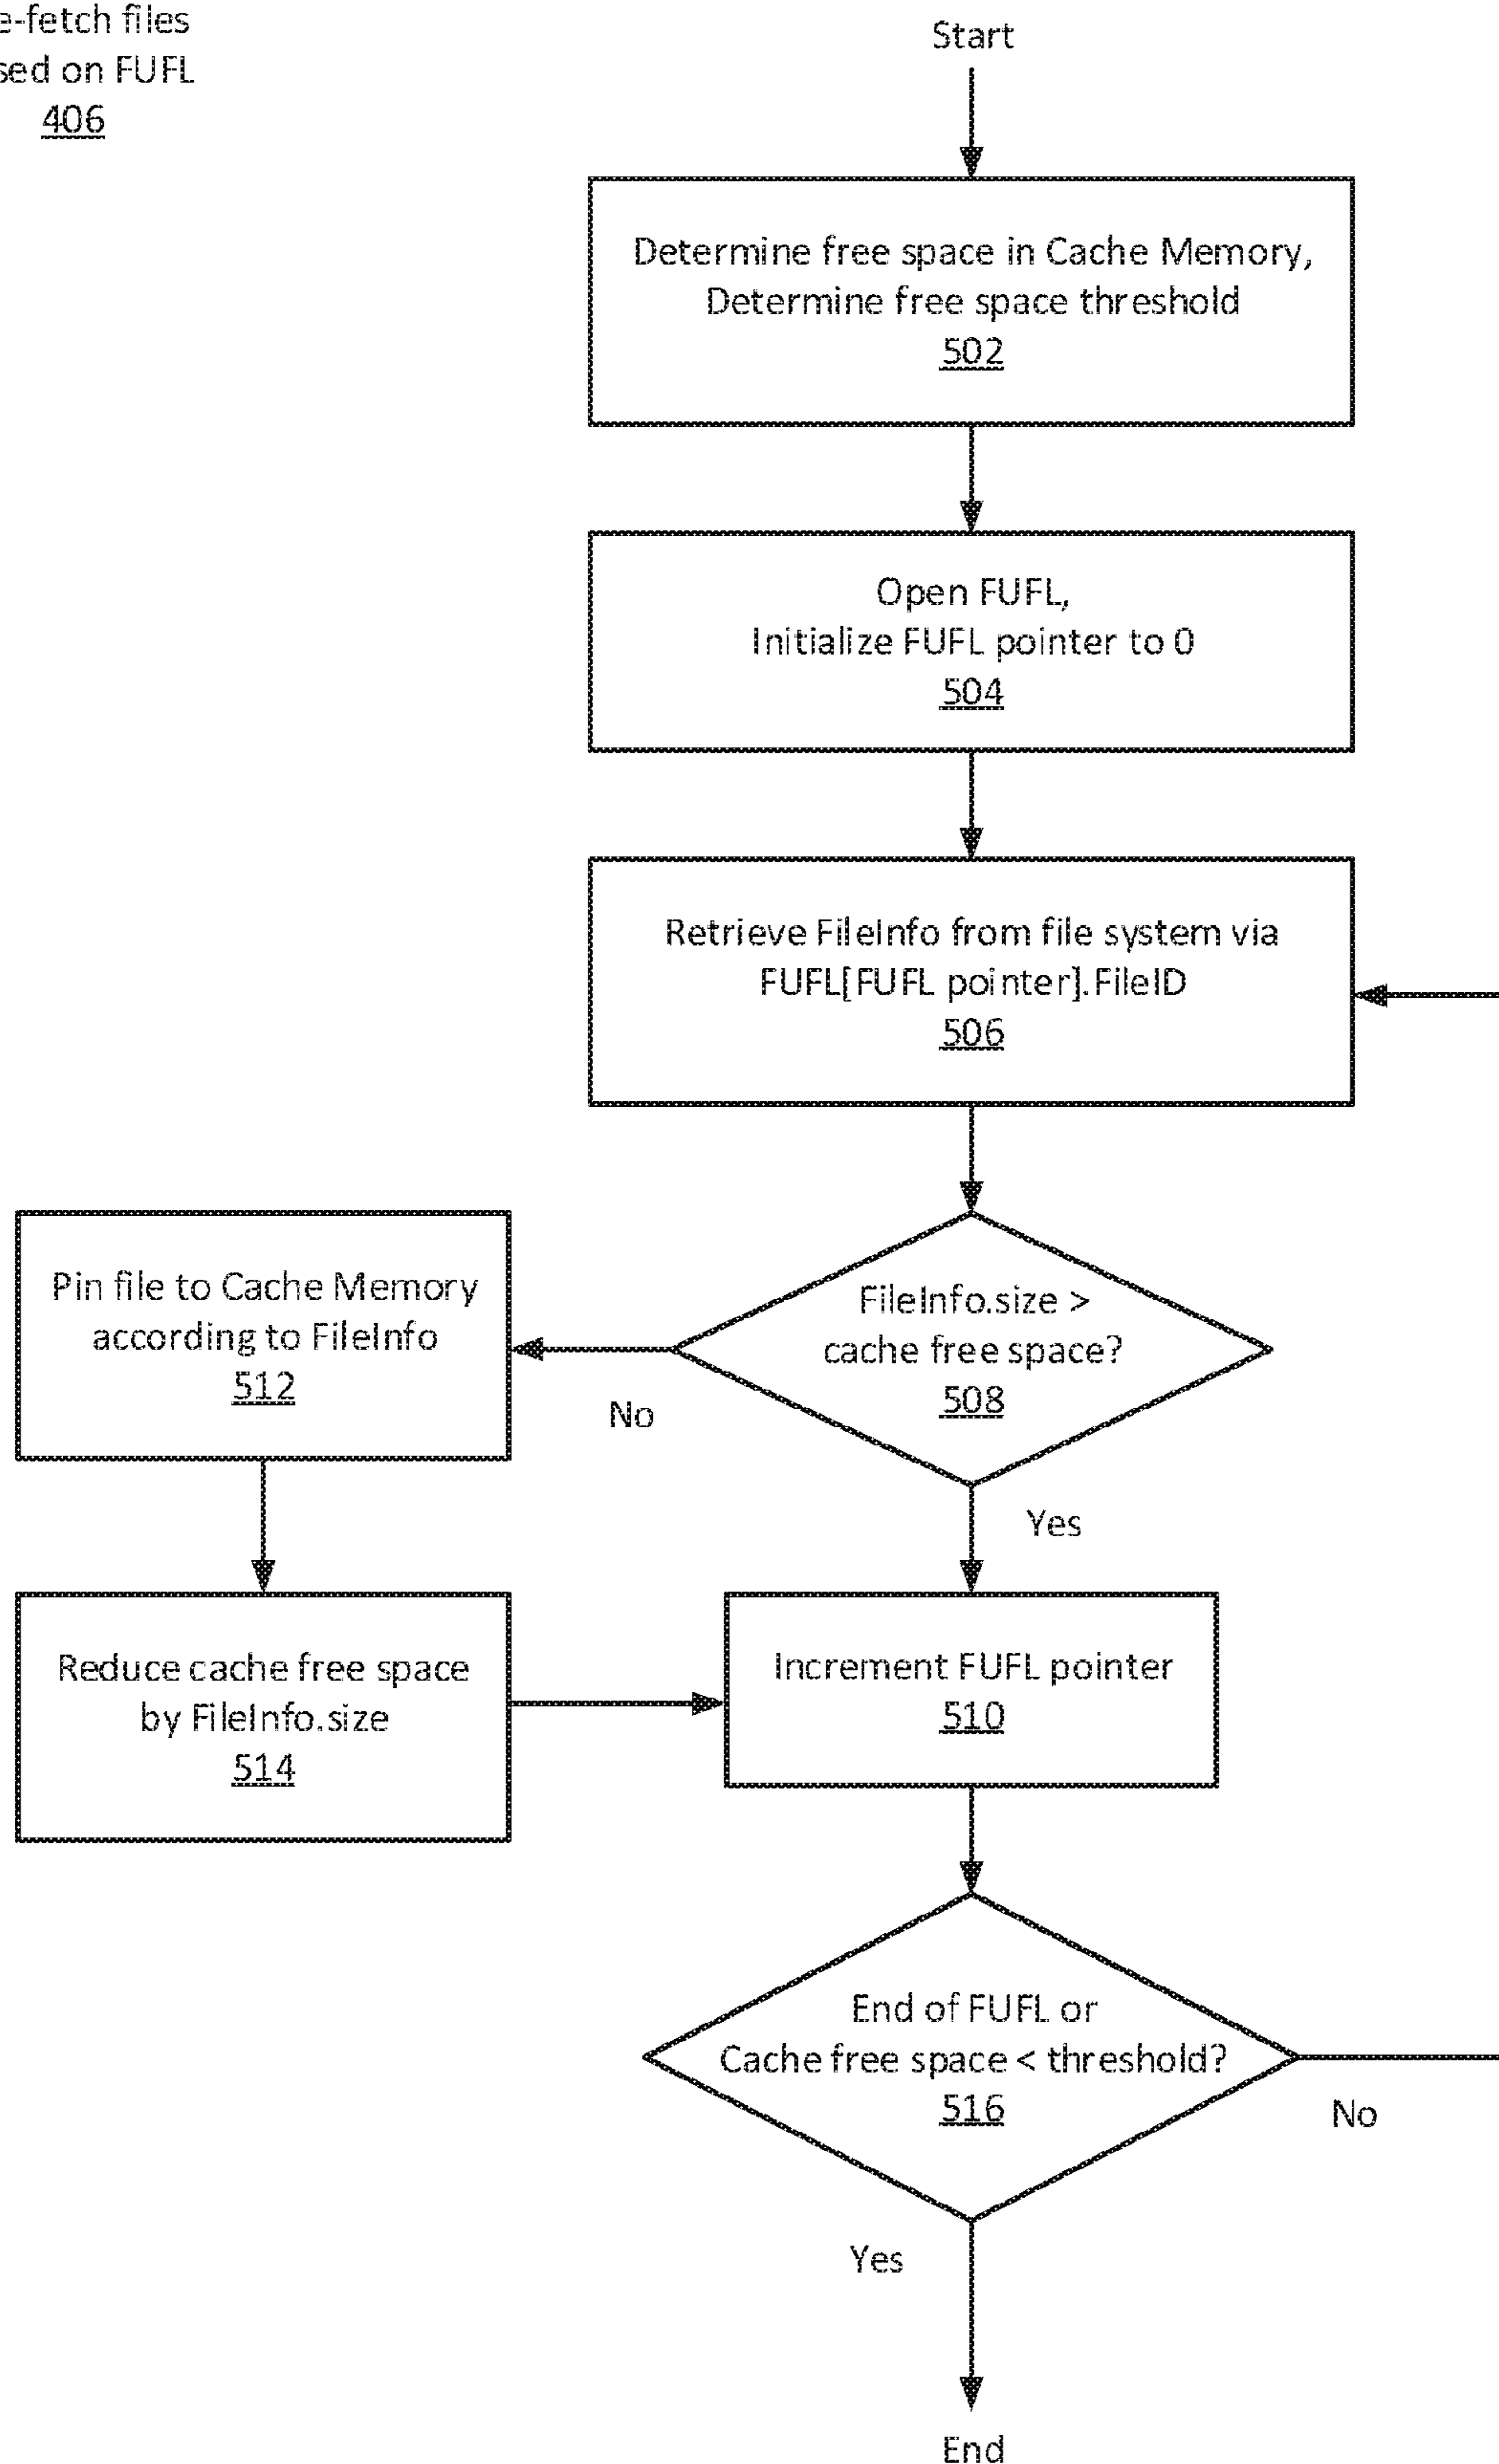 e-fetch files
sed on FUFL
406
Start
Determine free space in Cache Memory,
Determine free space threshold
502
Open FUFL,
Initialize FUFL pointer to 0
504
Retrieve FileInfo from file system via
FUFL[FUFL pointer].FileID
506
FileInfo.size >
cache free space?
508
No
Yes
Pin file to Cache Memory
according to FileInfo
512
Reduce cache free space
by FileInfo.size
514
Increment FUFL pointer
510
End of FUFL or
Cache free space < threshold?
516
No
Yes
End